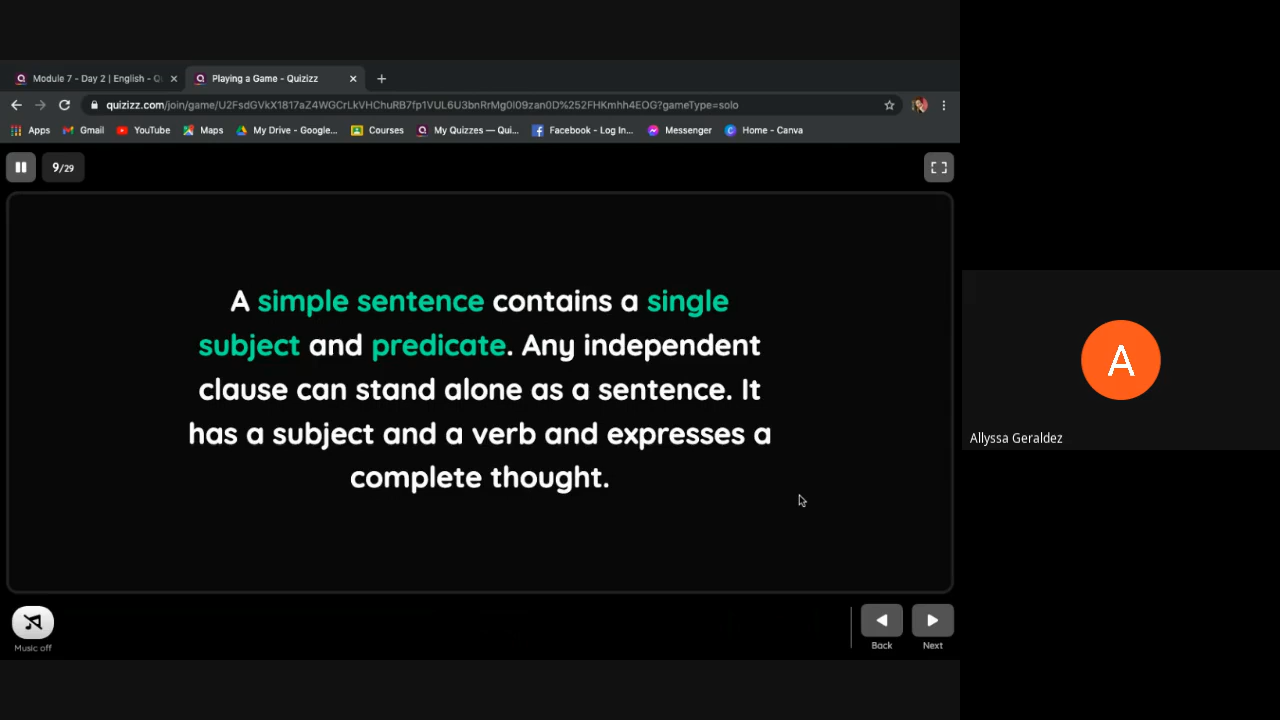 Module 7 - Day 2 | English - Q
Playing a Game - Quizizz
quizizz.com/join/game/U2FsdGVkX1817aZ4WGCrLkVHChuRB7fp1VUL6U3bnRrMg0l09zan0D%252FHKmhh4EOG?gameType=solo
Apps Gmail YouTube Maps My Drive - Google... Courses My Quizzes — Qui... Facebook - Log In... Messenger Home - Canva
9/29
A simple sentence contains a single
subject and predicate. Any independent
clause can stand alone as a sentence. It
has a subject and a verb and expresses a
complete thought.
A
Allyssa Geraldez
Music off
Back
Next